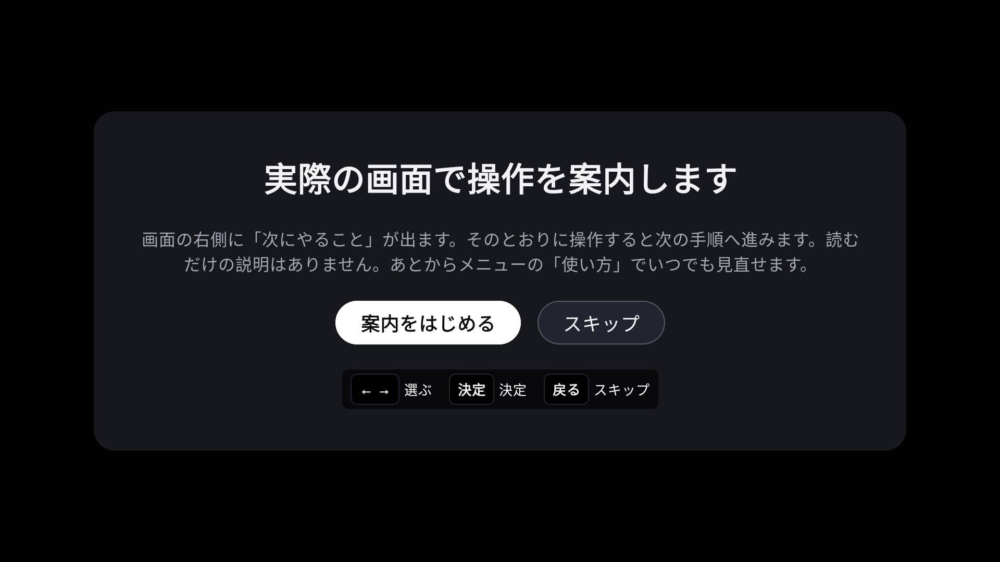 実際の画面で操作を案内します
画面の右側に「次にやること」が出ます。そのとおりに操作すると次の手順へ進みます。読む
だけの説明はありません。あとからメニューの「使い方」でいつでも見直せます。
案内をはじめる スキップ
← → 選ぶ 決定 決定 戻る スキップ